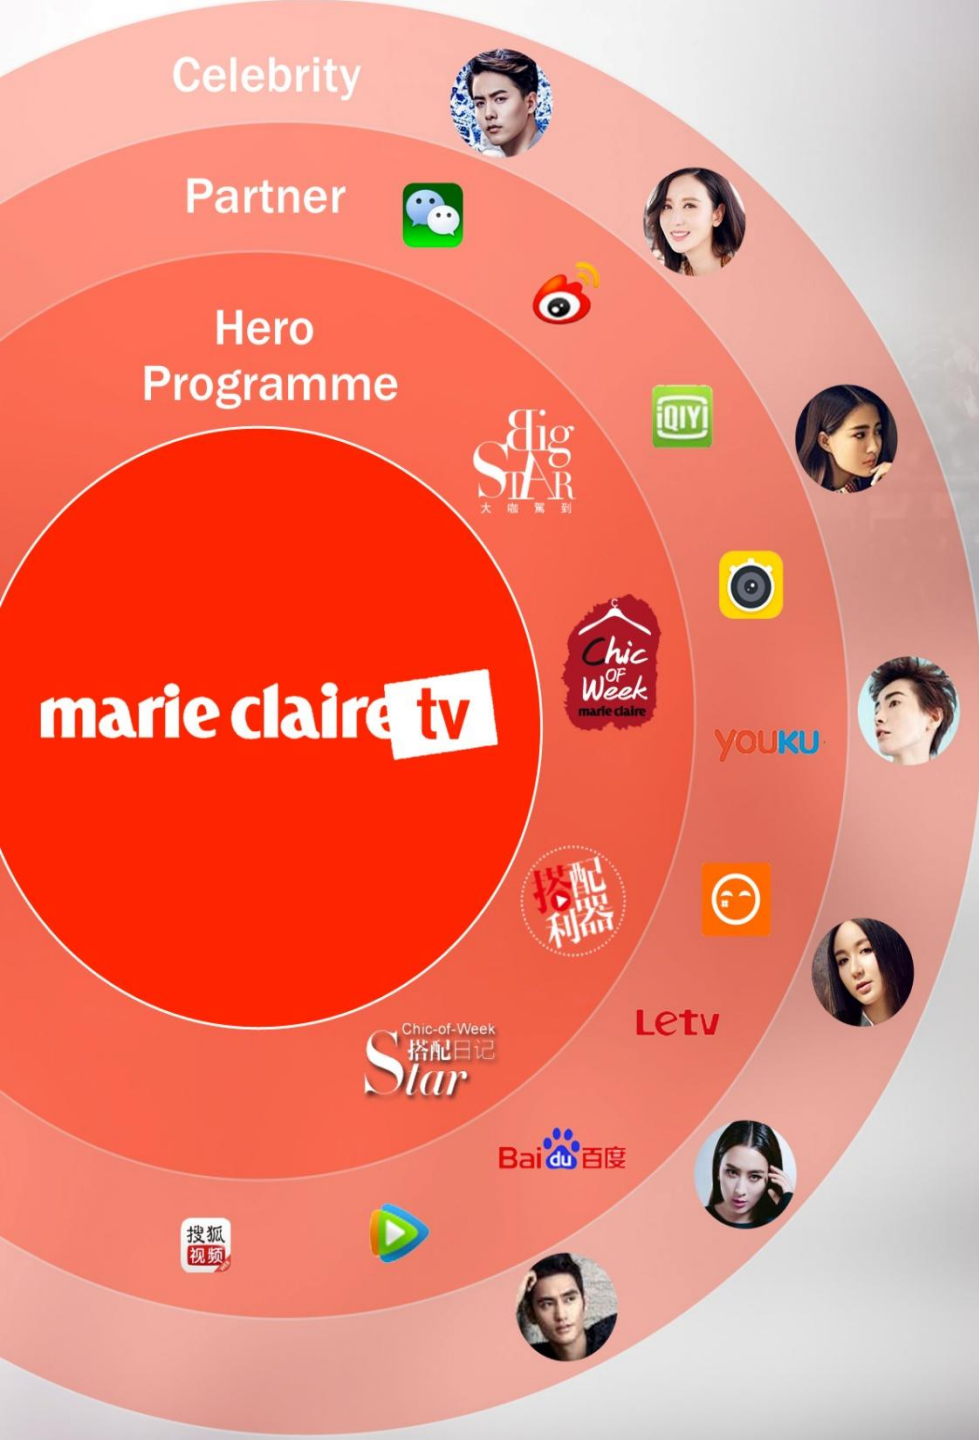 Celebrity
Partner
Hero
Programme
Big
STAR
大咖駕到
iQIYI
C
Chic
OF
Week
marie claire
marie claire tv
YOUKU
搭配
利器
Letv
Chic-of-Week
搭配日记
Star
Bai du 百度
搜狐
视频